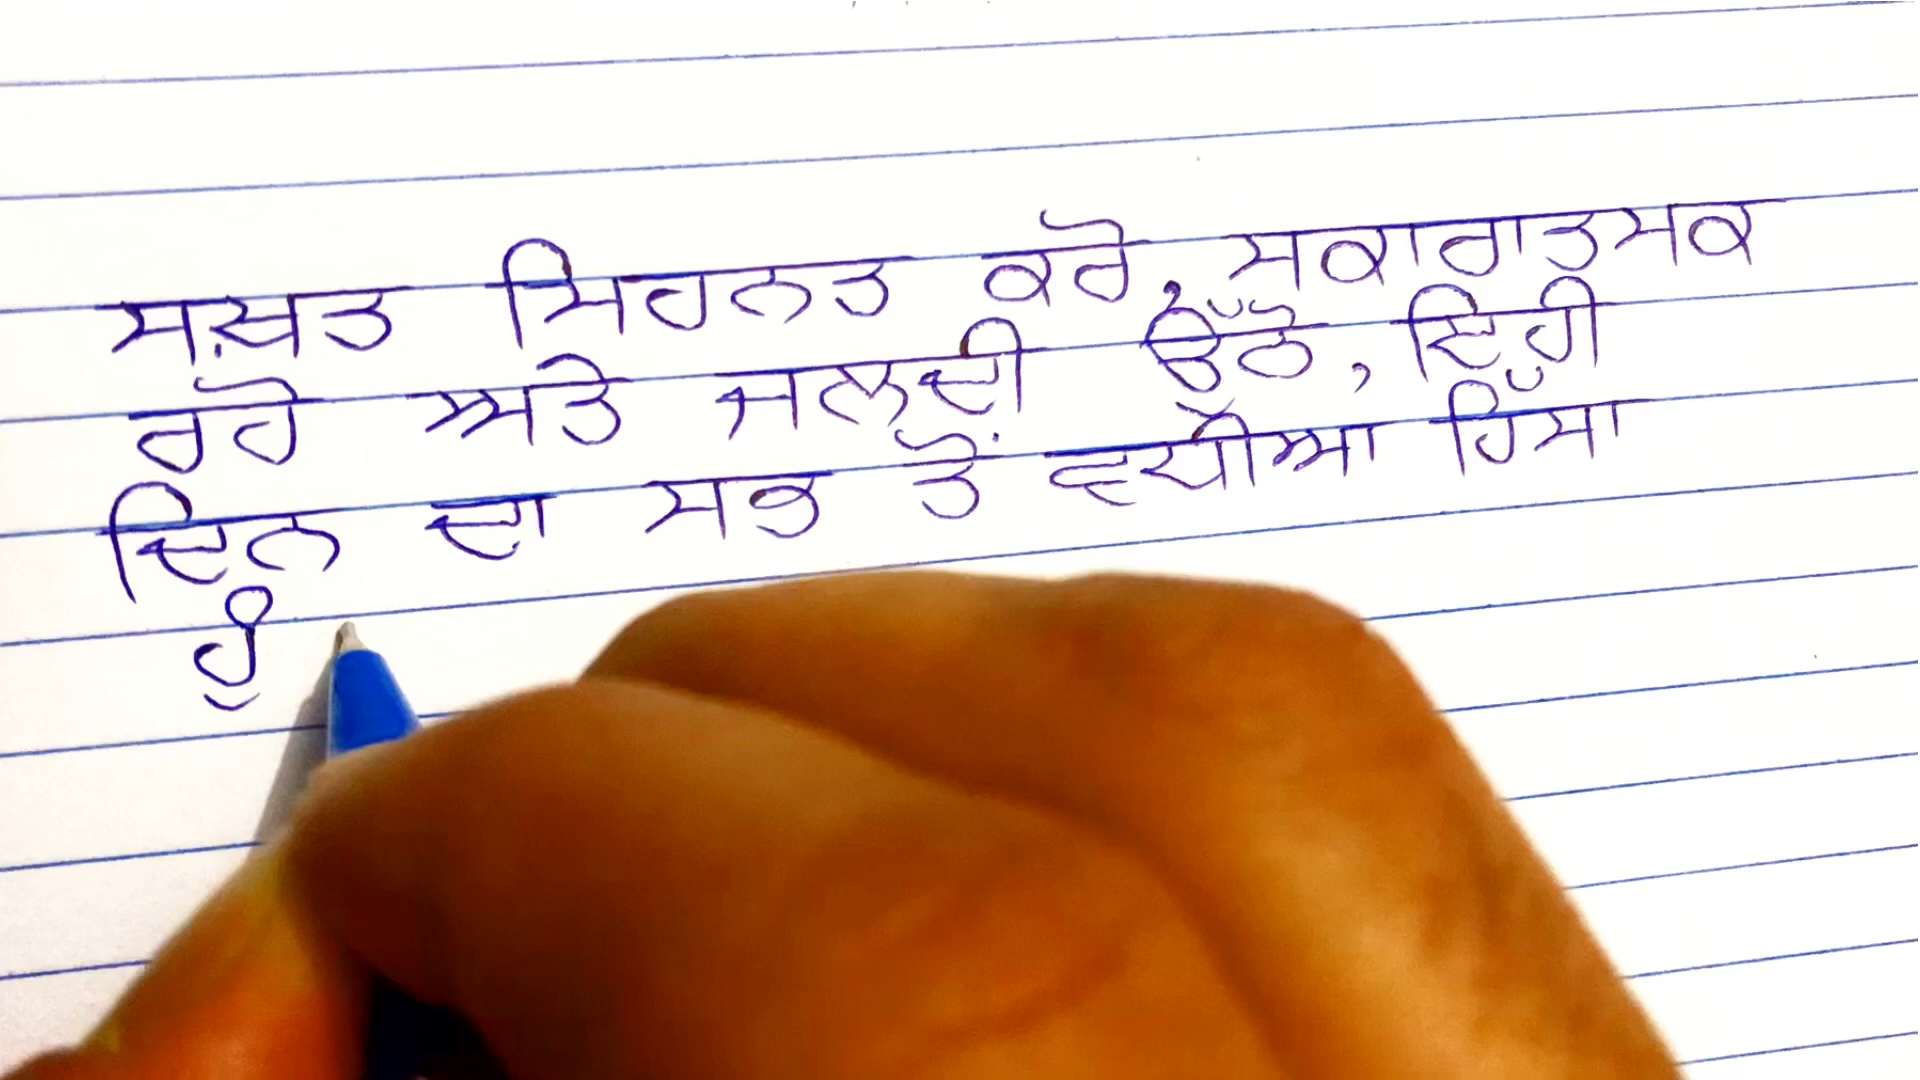 ਸਖ਼ਤ ਮਿਹਨਤ ਕਰੋ, ਸਕਾਰਾਤਮਕ
ਰਹੋ ਅਤੇ ਜਲਦੀ ਉੱਠੋ, ਇਹੀ
ਦਿਨ ਦਾ ਸਭ ਤੋਂ ਵਧੀਆ ਹਿੱਸਾ
ਹੁੰ